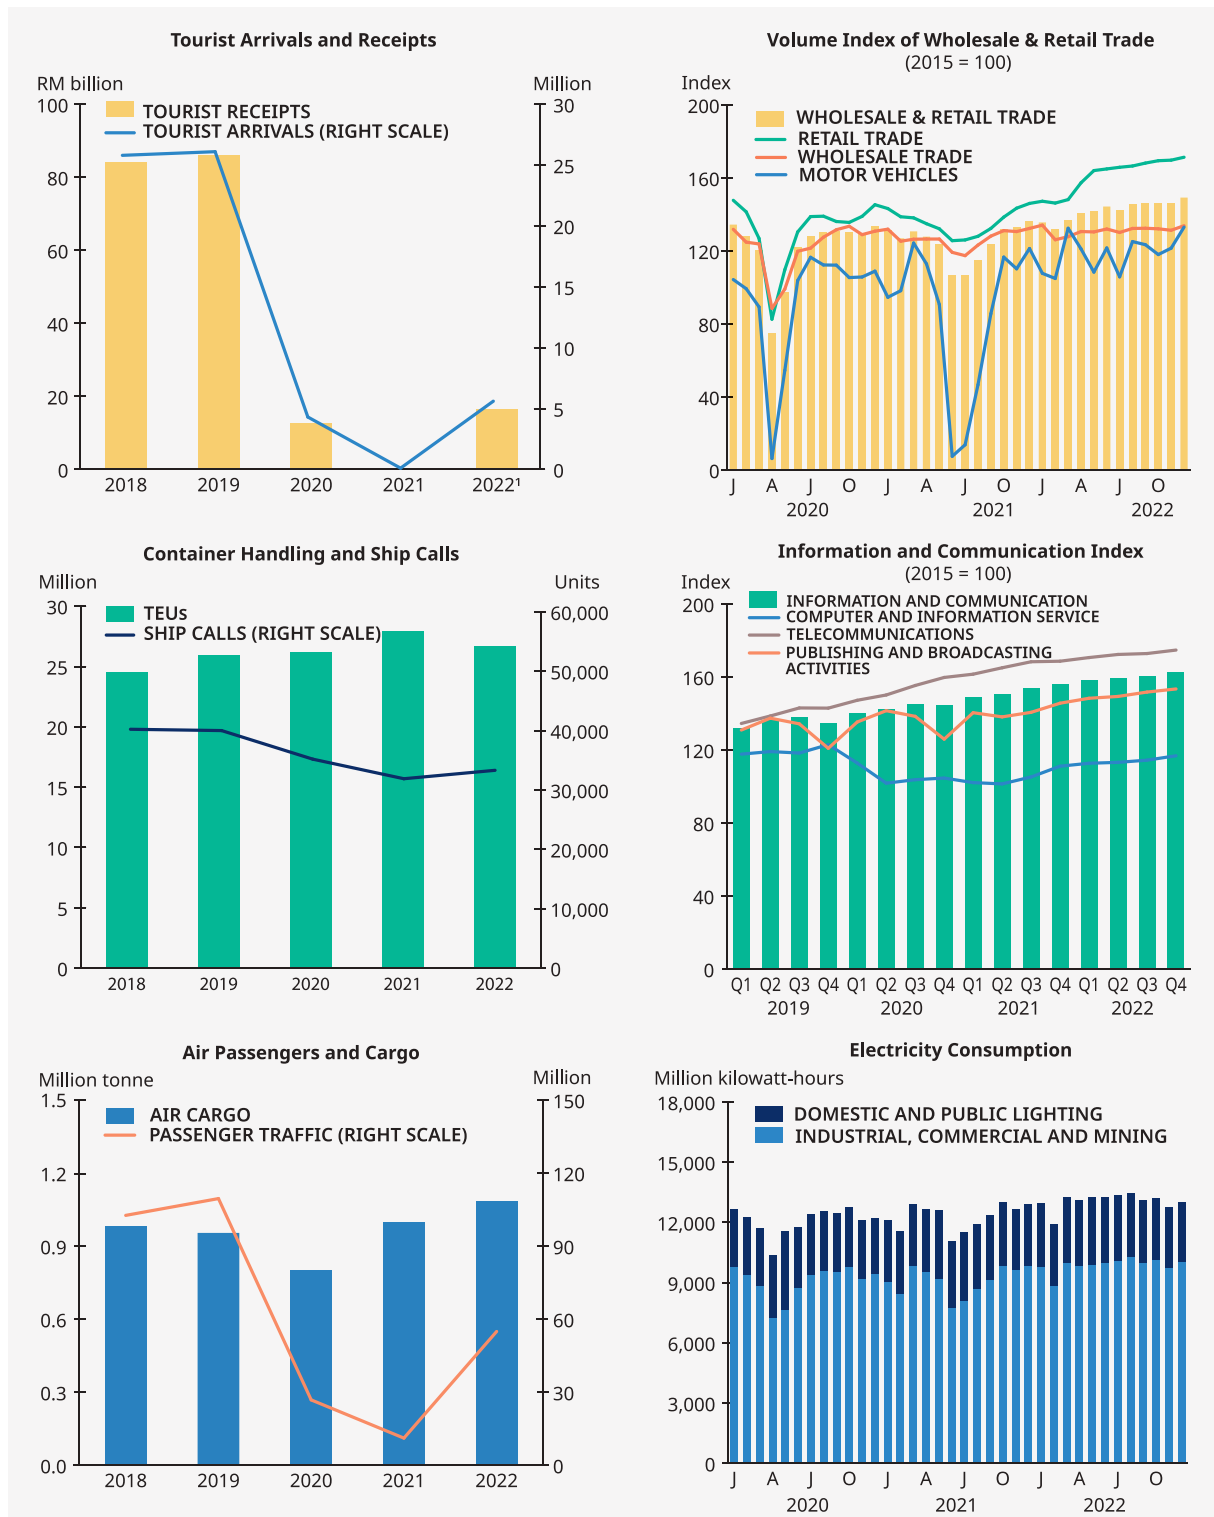 Tourist Arrivals and Receipts
RM billion
Million
TOURIST RECEIPTS
TOURIST ARRIVALS (RIGHT SCALE)
100
80
60
40
20
0
30
25
20
15
10
5
0
2018 2019 2020 2021 2022¹
Volume Index of Wholesale & Retail Trade
(2015 = 100)
Index
WHOLESALE & RETAIL TRADE
RETAIL TRADE
WHOLESALE TRADE
MOTOR VEHICLES
200
160
120
80
40
0
J A J O J A J O J A J O
2020 2021 2022
Container Handling and Ship Calls
Million
Units
TEUs
SHIP CALLS (RIGHT SCALE)
30
25
20
15
10
5
0
60,000
50,000
40,000
30,000
20,000
10,000
0
2018 2019 2020 2021 2022
Information and Communication Index
(2015 = 100)
Index
INFORMATION AND COMMUNICATION
COMPUTER AND INFORMATION SERVICE
TELECOMMUNICATIONS
PUBLISHING AND BROADCASTING
ACTIVITIES
200
160
120
80
40
0
Q1 Q2 Q3 Q4 Q1 Q2 Q3 Q4 Q1 Q2 Q3 Q4 Q1 Q2 Q3 Q4
2019 2020 2021 2022
Air Passengers and Cargo
Million tonne
Million
AIR CARGO
PASSENGER TRAFFIC (RIGHT SCALE)
1.5
1.2
0.9
0.6
0.3
0.0
150
120
90
60
30
0
2018 2019 2020 2021 2022
Electricity Consumption
Million kilowatt-hours
DOMESTIC AND PUBLIC LIGHTING
INDUSTRIAL, COMMERCIAL AND MINING
18,000
15,000
12,000
9,000
6,000
3,000
0
J A J O J A J O J A J O
2020 2021 2022